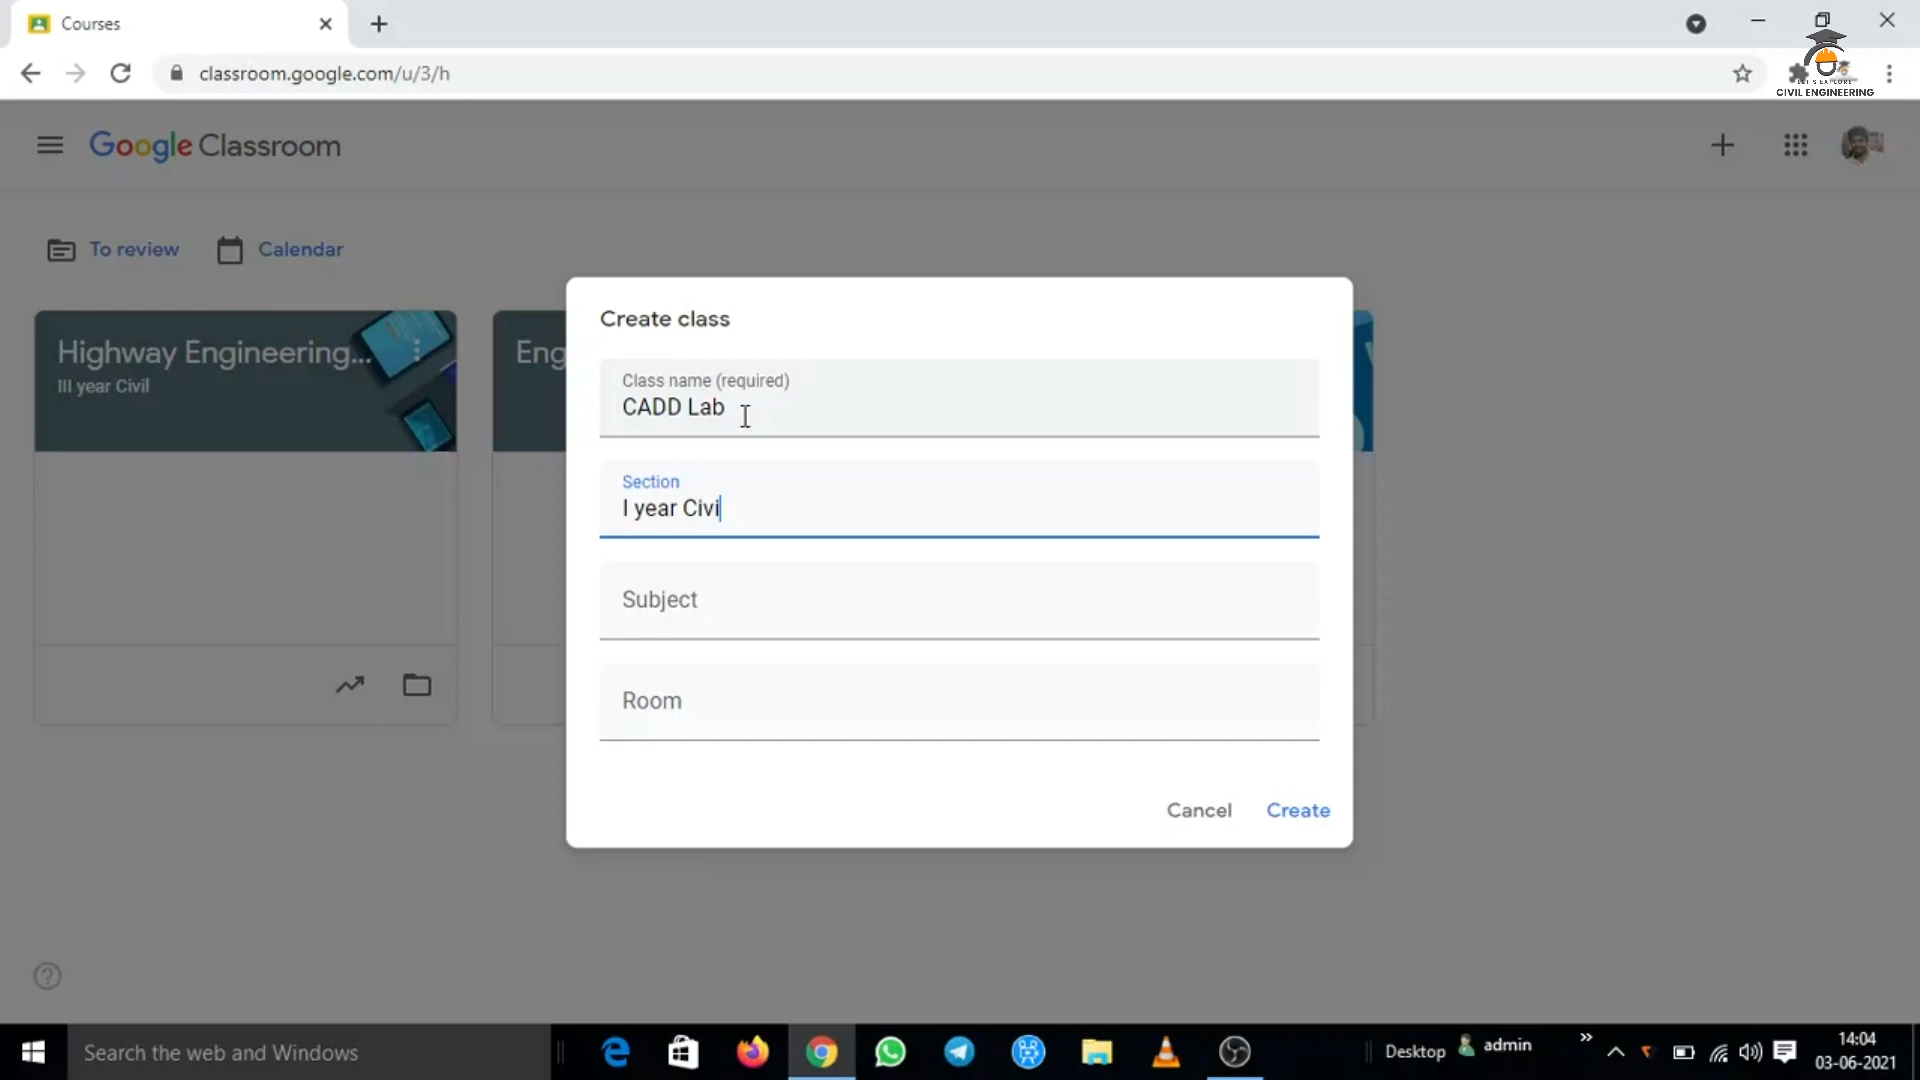 Courses
classroom.google.com/u/3/h
LET'S EXPLORE
CIVIL ENGINEERING
Google Classroom
To review
Calendar
Highway Engineering...
III year Civil
Eng
Create class
Class name (required)
CADD Lab
Section
I year Civi
Subject
Room
Cancel
Create
Search the web and Windows
Desktop
admin
14:04
03-06-2021